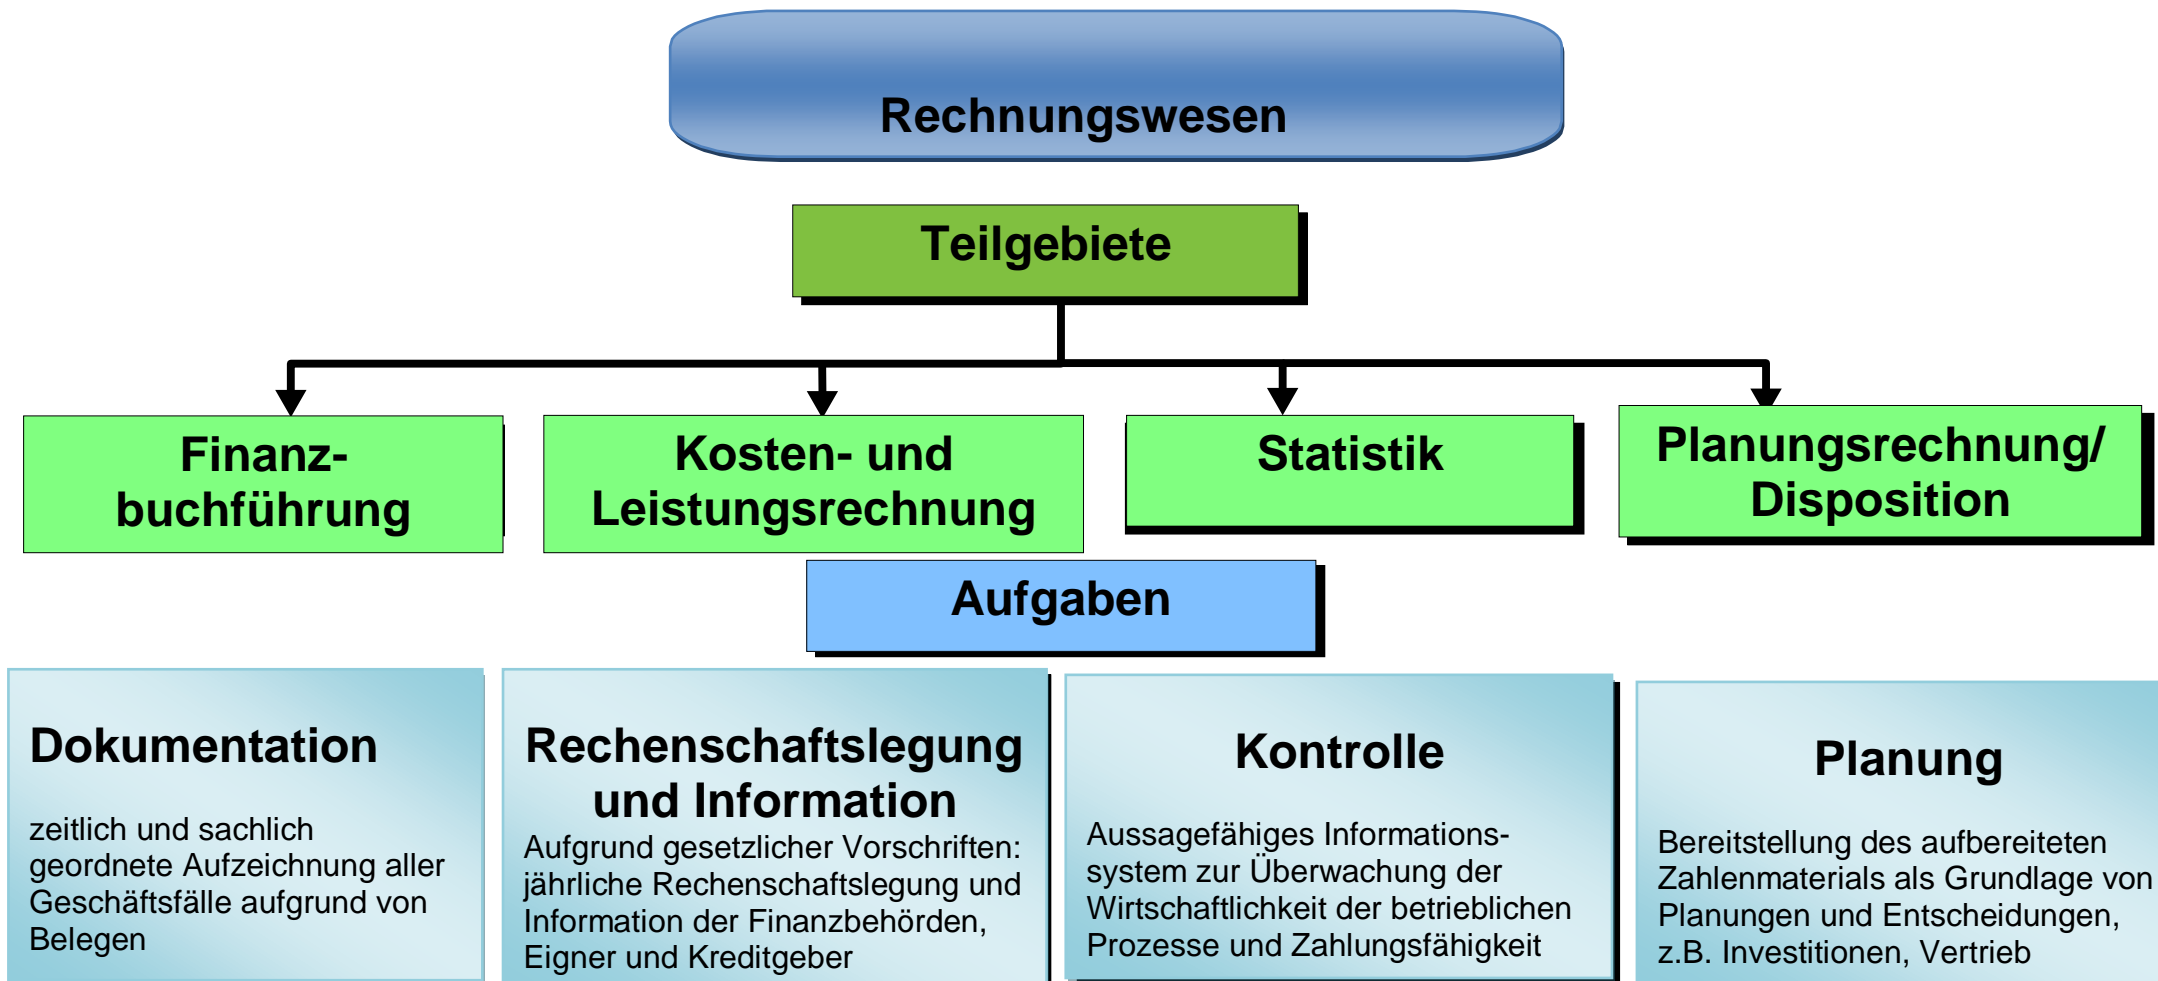 Rechnungswesen
Teilgebiete
Finanz-
buchführung
Kosten- und
Leistungsrechnung
Statistik
Planungsrechnung/
Disposition
Aufgaben
Dokumentation
zeitlich und sachlich
geordnete Aufzeichnung aller
Geschäftsfälle aufgrund von
Belegen
Rechenschaftslegung
und Information
Aufgrund gesetzlicher Vorschriften:
jährliche Rechenschaftslegung und
Information der Finanzbehörden,
Eigner und Kreditgeber
Kontrolle
Aussagefähiges Informations-
system zur Überwachung der
Wirtschaftlichkeit der betrieblichen
Prozesse und Zahlungsfähigkeit
Planung
Bereitstellung des aufbereiteten
Zahlenmaterials als Grundlage von
Planungen und Entscheidungen,
z.B. Investitionen, Vertrieb